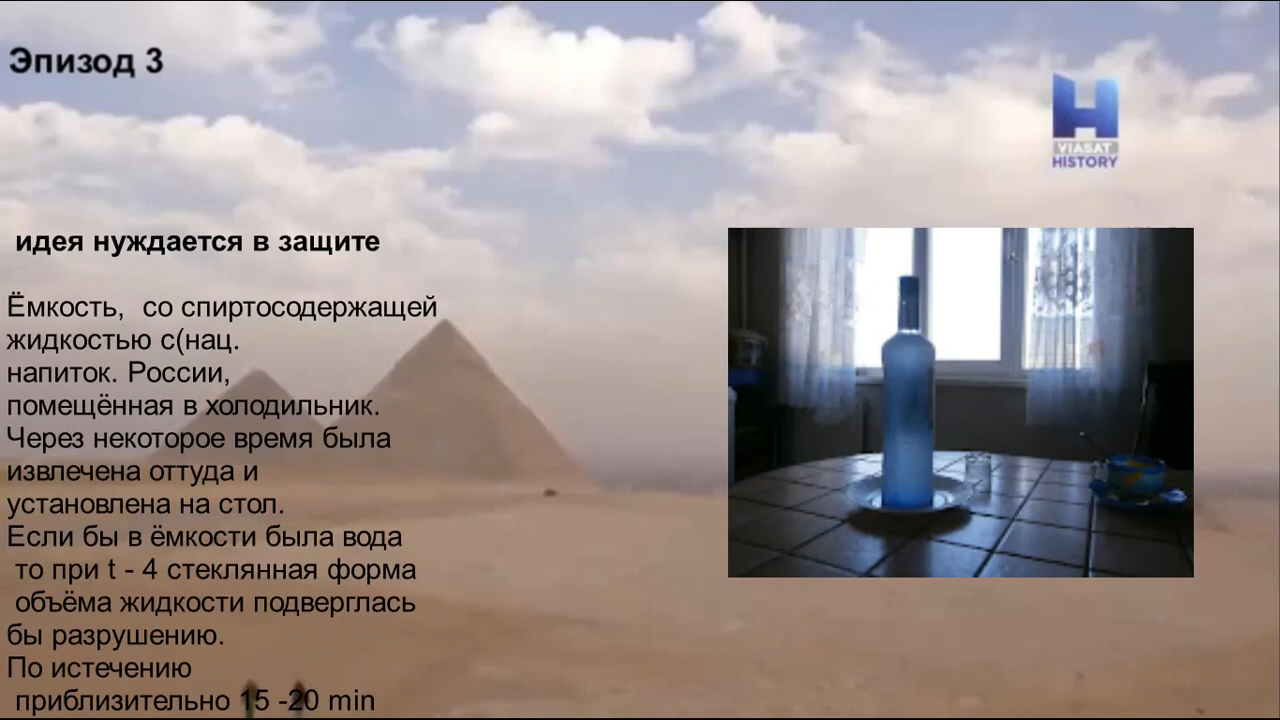 Эпизод 3
VIASAT
HISTORY
идея нуждается в защите
Ёмкость, со спиртосодержащей
жидкостью с(нац.
напиток. России,
помещённая в холодильник.
Через некоторое время была
извлечена оттуда и
установлена на стол.
Если бы в ёмкости была вода
то при t - 4 стеклянная форма
объёма жидкости подверглась
бы разрушению.
По истечению
приблизительно 15 -20 min